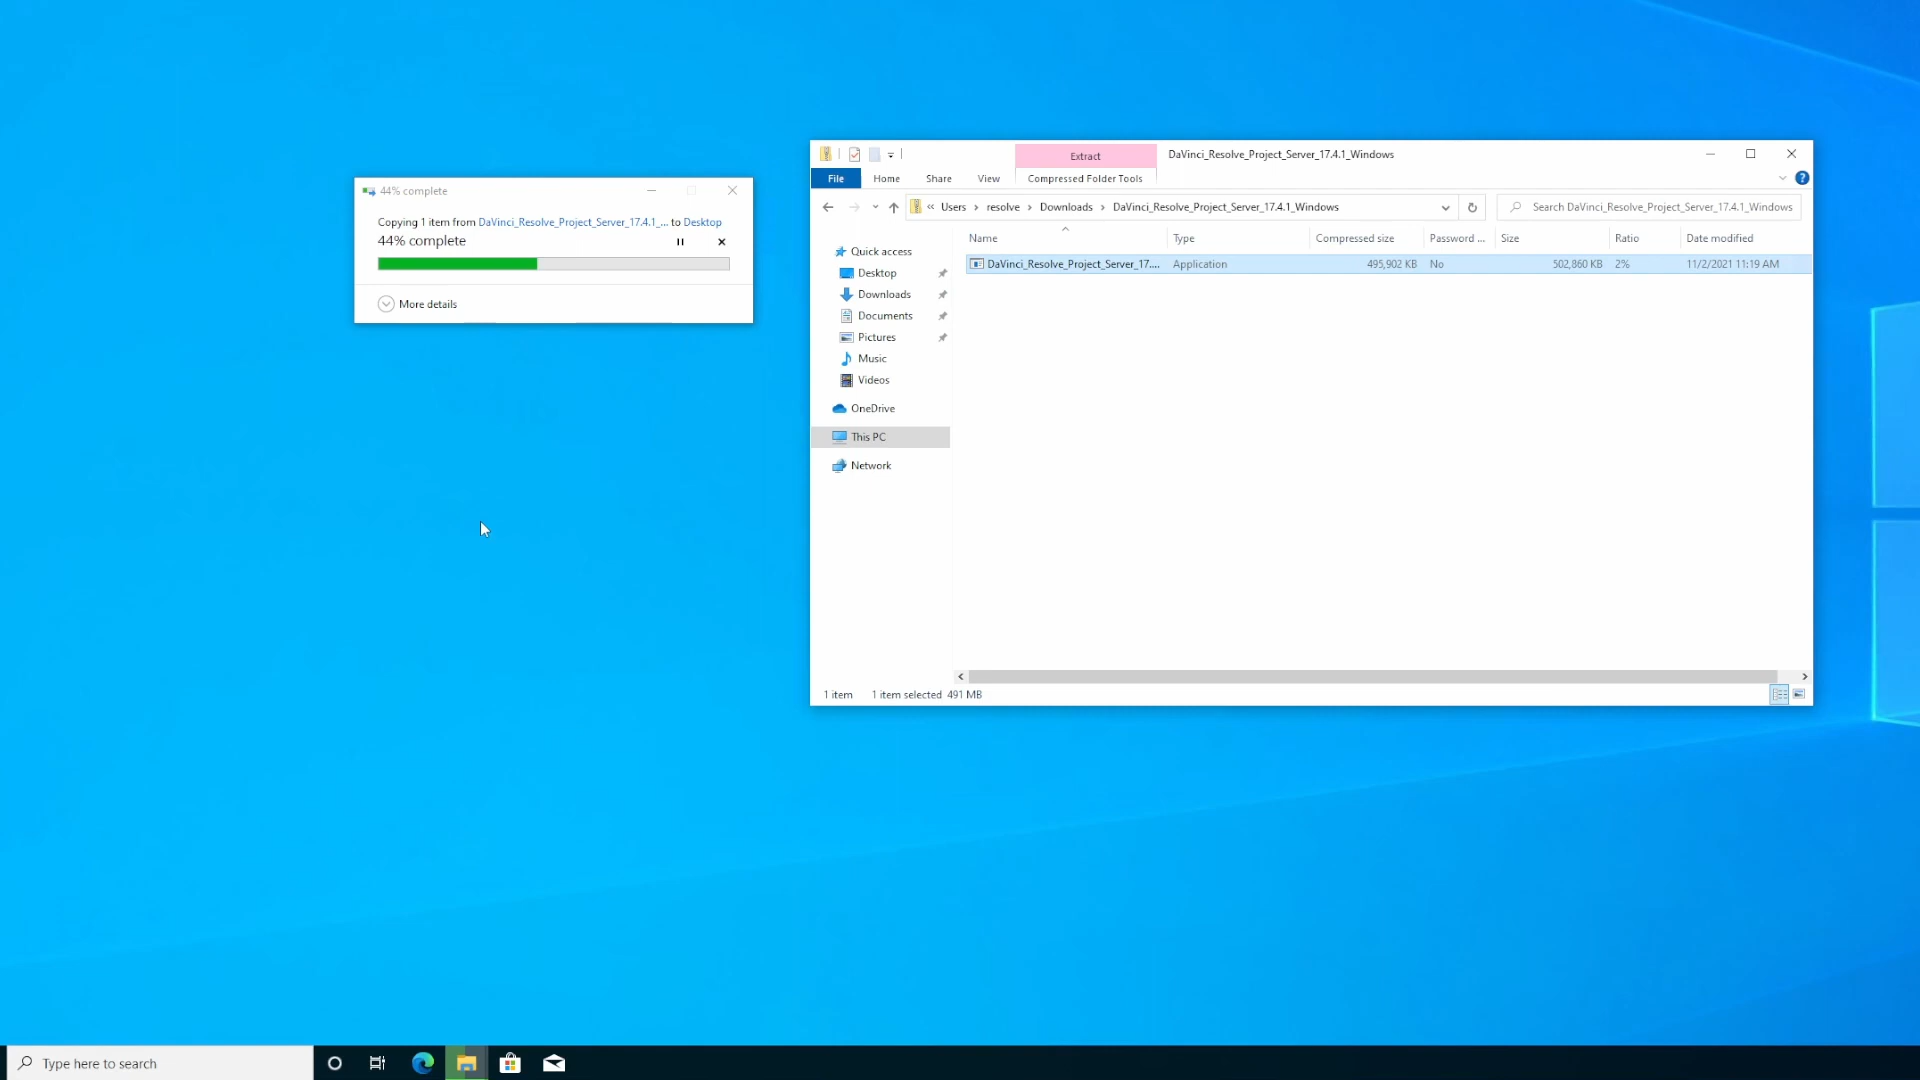 44% complete
Copying 1 item from DaVinci_Resolve_Project_Server_17.4.1_... to Desktop
44% complete
More details
Extract
DaVinci_Resolve_Project_Server_17.4.1_Windows
File Home Share View Compressed Folder Tools
« Users › resolve › Downloads › DaVinci_Resolve_Project_Server_17.4.1_Windows
Search DaVinci_Resolve_Project_Server_17.4.1_Windows
Quick access
Desktop
Downloads
Documents
Pictures
Music
Videos
OneDrive
This PC
Network
Name Type Compressed size Password ... Size Ratio Date modified
DaVinci_Resolve_Project_Server_17.... Application 495,902 KB No 502,860 KB 2% 11/2/2021 11:19 AM
1 item 1 item selected 491 MB
Type here to search